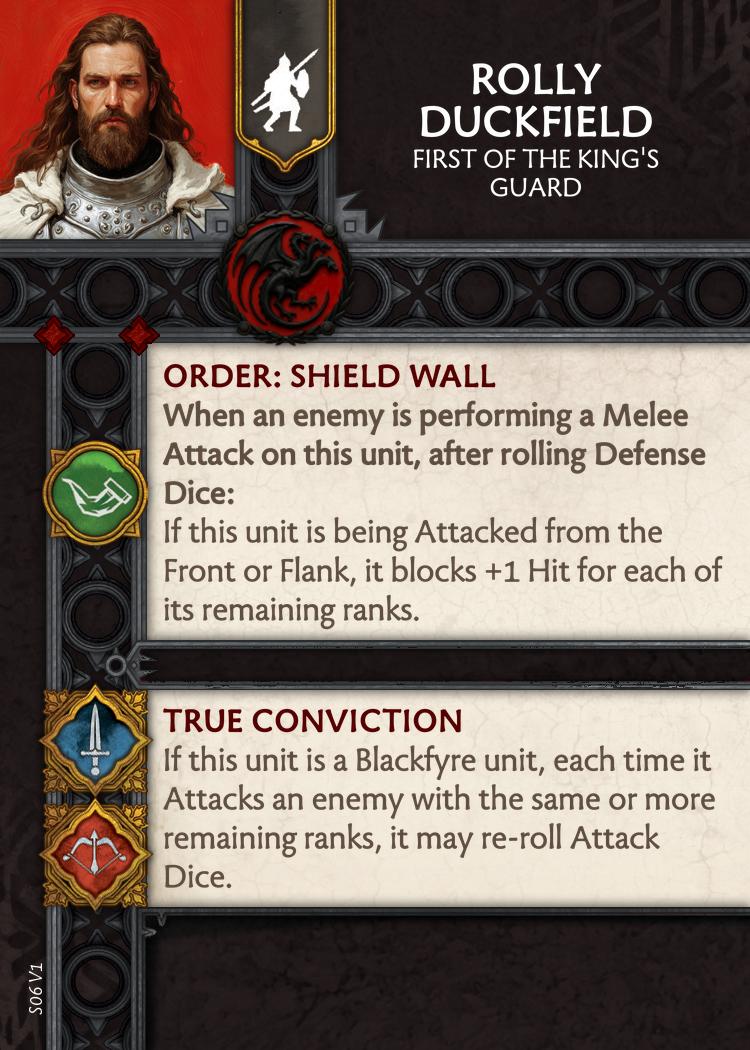 ROLLY
DUCKFIELD
FIRST OF THE KING'S
GUARD
ORDER: SHIELD WALL
When an enemy is performing a Melee
Attack on this unit, after rolling Defense
Dice:
If this unit is being Attacked from the
Front or Flank, it blocks +1 Hit for each of
its remaining ranks.
TRUE CONVICTION
If this unit is a Blackfyre unit, each time it
Attacks an enemy with the same or more
remaining ranks, it may re-roll Attack
Dice.
S06 V1